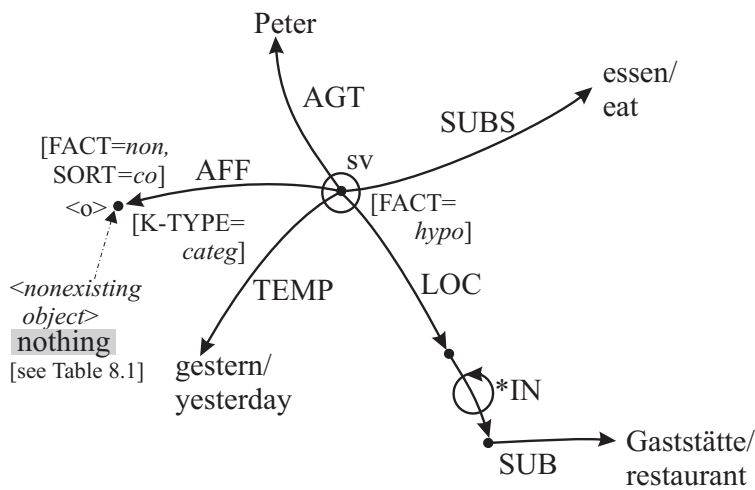 Peter
AGT
essen/
eat
SUBS
[FACT=non,
SORT=co]
AFF
sv
<o>
[K-TYPE=
categ]
[FACT=
hypo]
<nonexisting
object>
nothing
[see Table 8.1]
TEMP
LOC
gestern/
yesterday
*IN
SUB
Gaststätte/
restaurant